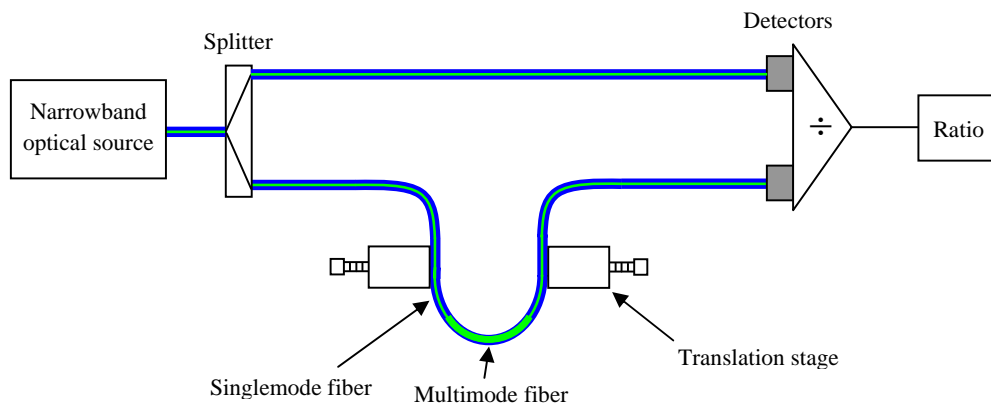 Detectors
Splitter
Narrowband
optical source
÷
Ratio
Translation stage
Singlemode fiber
Multimode fiber